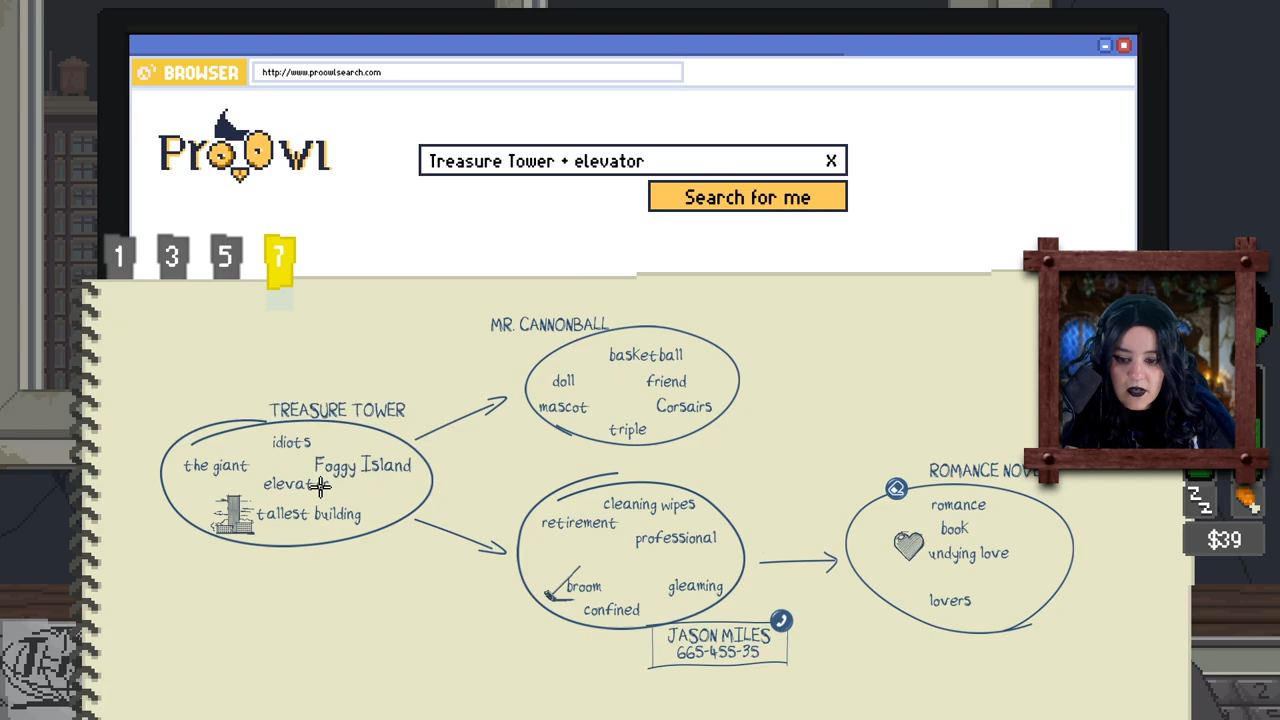 BROWSER
http://www.proowlsearch.com
PrOOwl
Treasure Tower + elevator X
Search for me
1 3 5 7
MR. CANNONBALL
basketball
doll friend
mascot Corsairs
triple
TREASURE TOWER
idiots
the giant Foggy Island
tallest building
cleaning wipes
retirement
professional
broom gleaming
confined
JASON MILES
665-455-35
ROMANCE
romance
book
undying love
lovers
$39